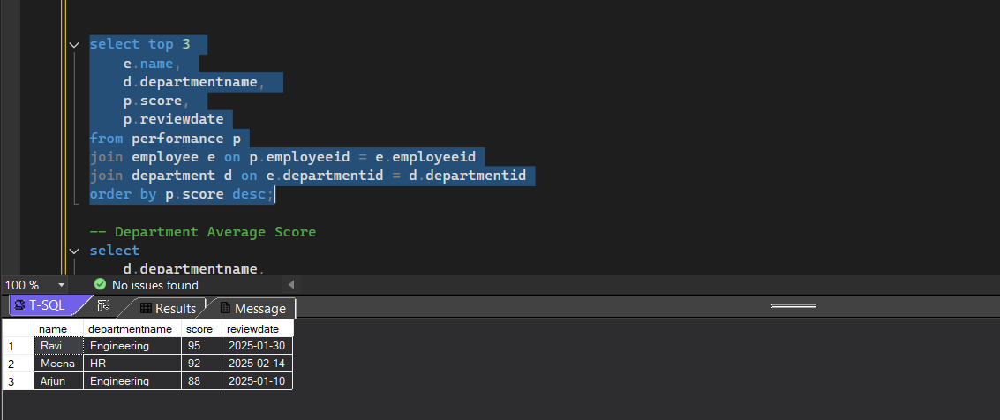 select top 3
e.name,
d.departmentname,
p.score,
p.reviewdate
from performance p
join employee e on p.employeeid = e.employeeid
join department d on e.departmentid = d.departmentid
order by p.score desc;
-- Department Average Score
select
d.departmentname,
100 % No issues found
T-SQL Results Message
name departmentname score reviewdate
1 Ravi Engineering 95 2025-01-30
2 Meena HR 92 2025-02-14
3 Arjun Engineering 88 2025-01-10